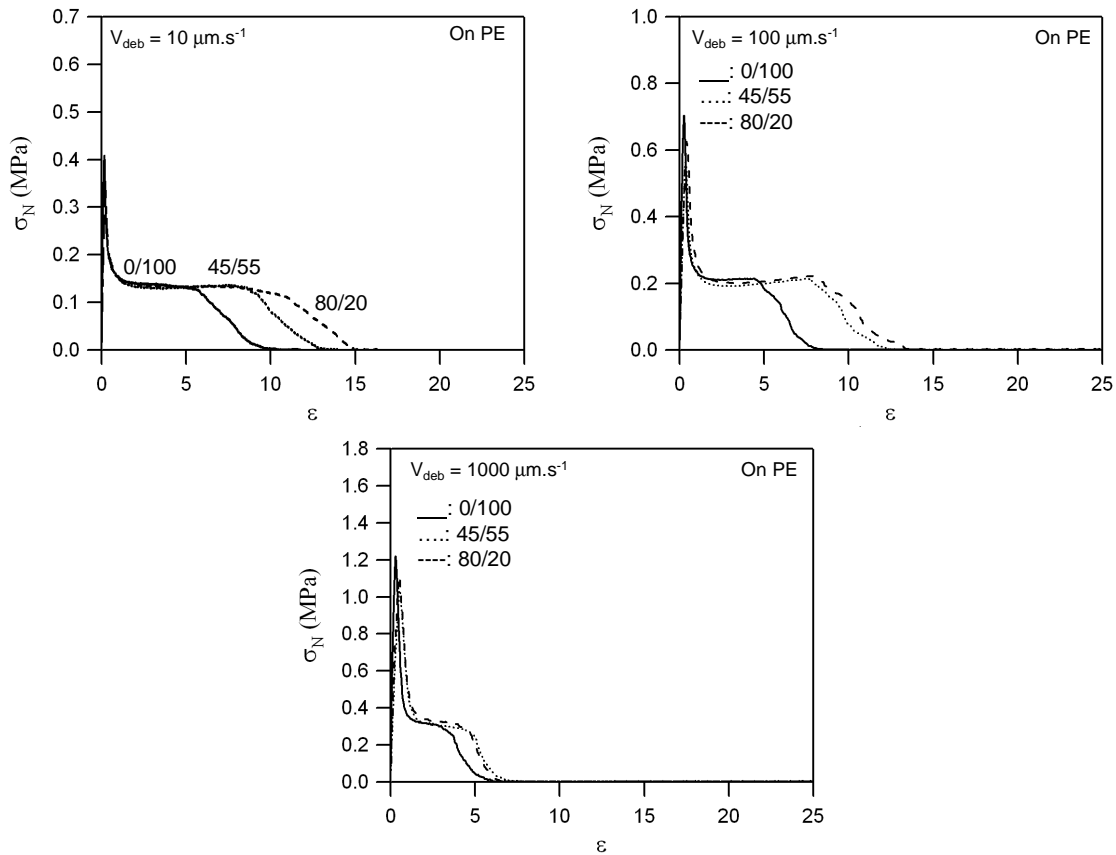 V_deb = 10 μm.s⁻¹
On PE
0.7
0.6
0.5
0.4
0.3
0.2
0.1
0.0
σ_N (MPa)
0/100
45/55
80/20
0 5 10 15 20 25
ε
V_deb = 100 μm.s⁻¹
On PE
___: 0/100
....: 45/55
----: 80/20
1.0
0.8
0.6
0.4
0.2
0.0
σ_N (MPa)
0 5 10 15 20 25
ε
V_deb = 1000 μm.s⁻¹
On PE
___: 0/100
....: 45/55
----: 80/20
1.8
1.6
1.4
1.2
1.0
0.8
0.6
0.4
0.2
0.0
σ_N (MPa)
0 5 10 15 20 25
ε